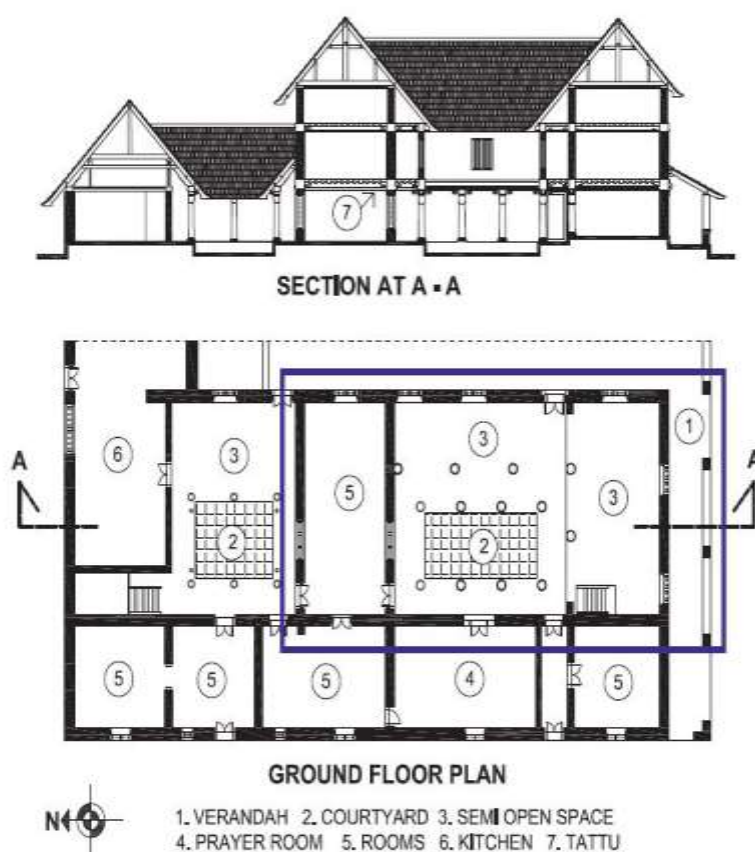 7
SECTION AT A - A
1
3
6
3
5
3
A
A
2
2
5
5
5
4
5
GROUND FLOOR PLAN
N
1. VERANDAH 2. COURTYARD 3. SEMI OPEN SPACE
4. PRAYER ROOM 5. ROOMS 6. KITCHEN 7. TATTU